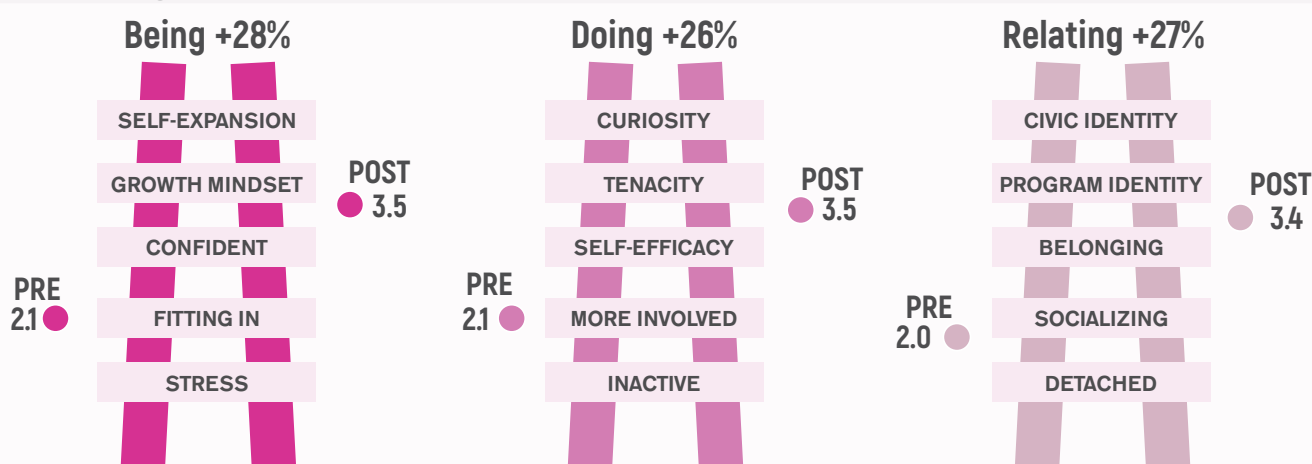 Being +28%
SELF-EXPANSION
GROWTH MINDSET
CONFIDENT
FITTING IN
STRESS
PRE
2.1
POST
3.5
Doing +26%
CURIOSITY
TENACITY
SELF-EFFICACY
MORE INVOLVED
INACTIVE
PRE
2.1
POST
3.5
Relating +27%
CIVIC IDENTITY
PROGRAM IDENTITY
BELONGING
SOCIALIZING
DETACHED
PRE
2.0
POST
3.4